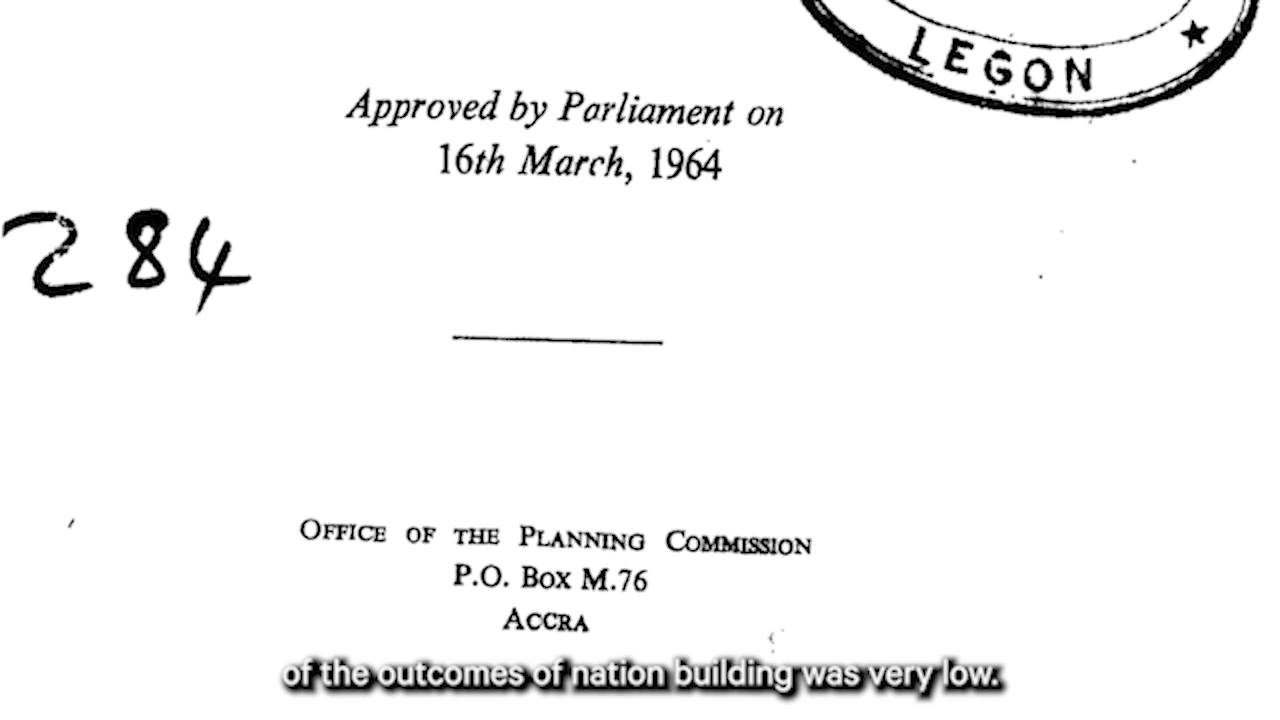 LEGON ★
Approved by Parliament on
16th March, 1964
284
OFFICE OF THE PLANNING COMMISSION
P.O. BOX M.76
ACCRA
of the outcomes of nation building was very low.